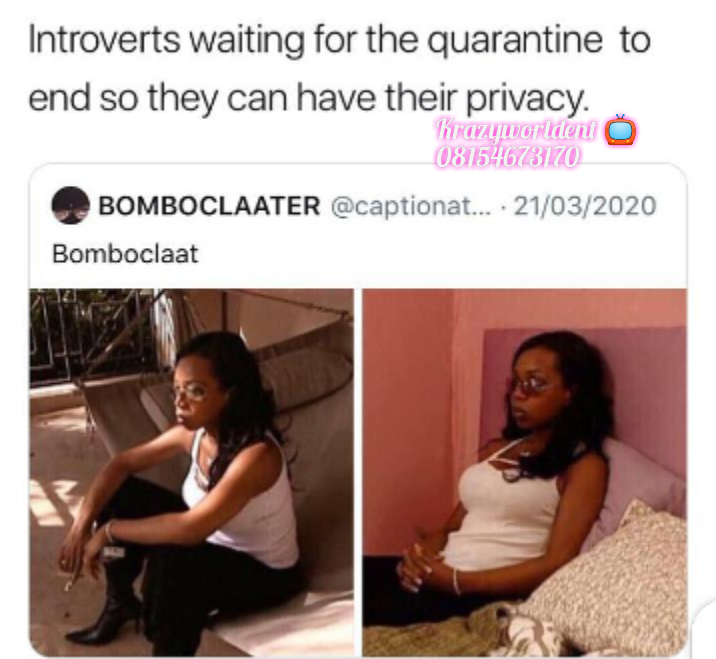 Introverts waiting for the quarantine to
end so they can have their privacy.
Krazyworldent
08154673170
BOMBOCLAATER @captionat... · 21/03/2020
Bomboclaat